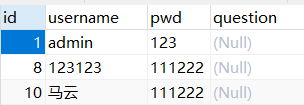 id username pwd question
1 admin 123 (Null)
8 123123 111222 (Null)
10 马云 111222 (Null)